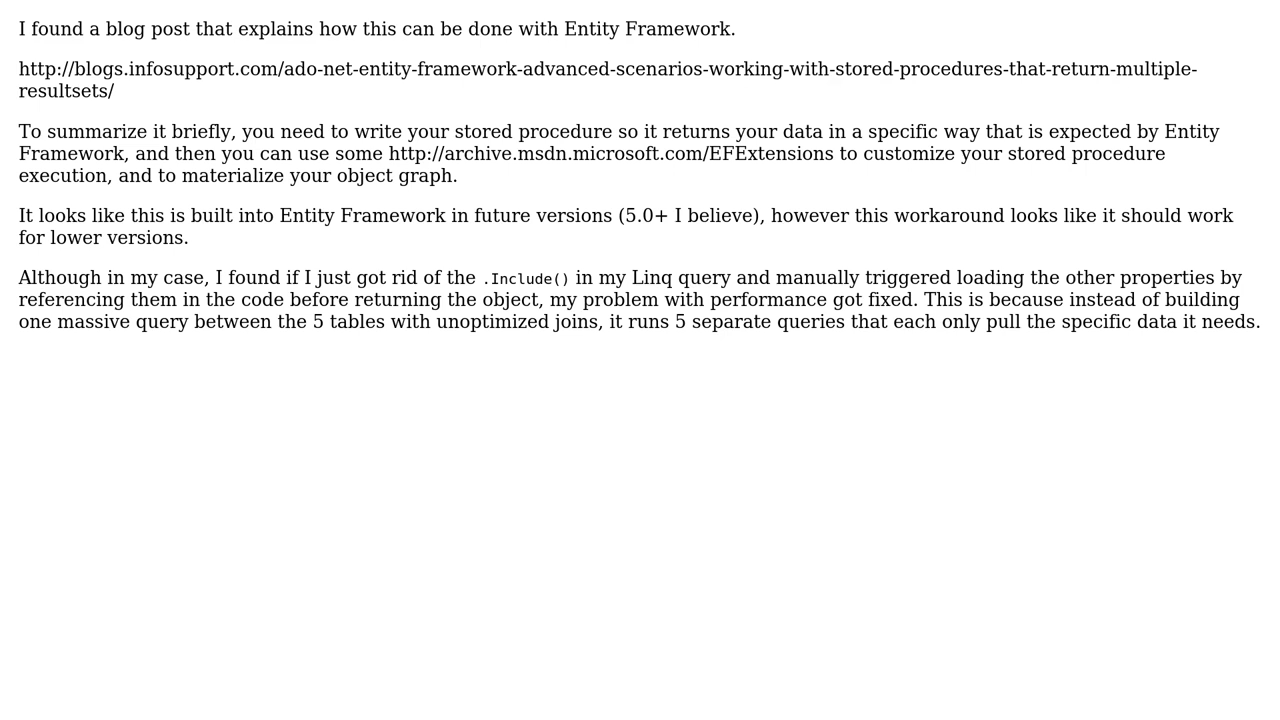 I found a blog post that explains how this can be done with Entity Framework.
http://blogs.infosupport.com/ado-net-entity-framework-advanced-scenarios-working-with-stored-procedures-that-return-multiple-
resultsets/
To summarize it briefly, you need to write your stored procedure so it returns your data in a specific way that is expected by Entity
Framework, and then you can use some http://archive.msdn.microsoft.com/EFExtensions to customize your stored procedure
execution, and to materialize your object graph.
It looks like this is built into Entity Framework in future versions (5.0+ I believe), however this workaround looks like it should work
for lower versions.
Although in my case, I found if I just got rid of the .Include() in my Linq query and manually triggered loading the other properties by
referencing them in the code before returning the object, my problem with performance got fixed. This is because instead of building
one massive query between the 5 tables with unoptimized joins, it runs 5 separate queries that each only pull the specific data it needs.